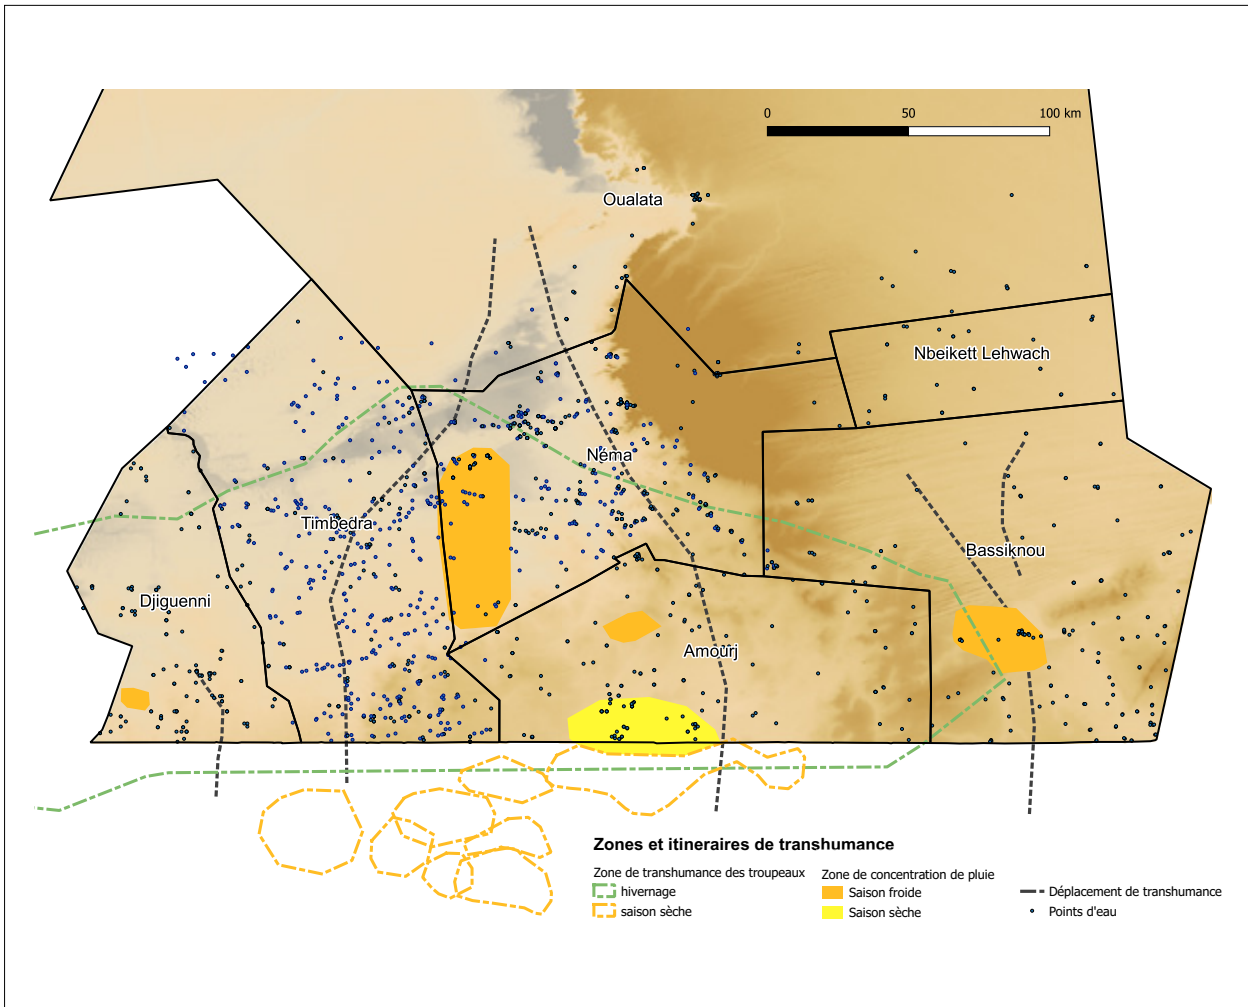 0 50 100 km
Oualata
Nbeikett Lehwach
Néma
Timbedra
Bassiknou
Djiguenni
Amourj
Zones et itineraires de transhumance
Zone de transhumance des troupeaux
hivernage
saison sèche
Zone de concentration de pluie
Saison froide
Saison sèche
Déplacement de transhumance
Points d'eau